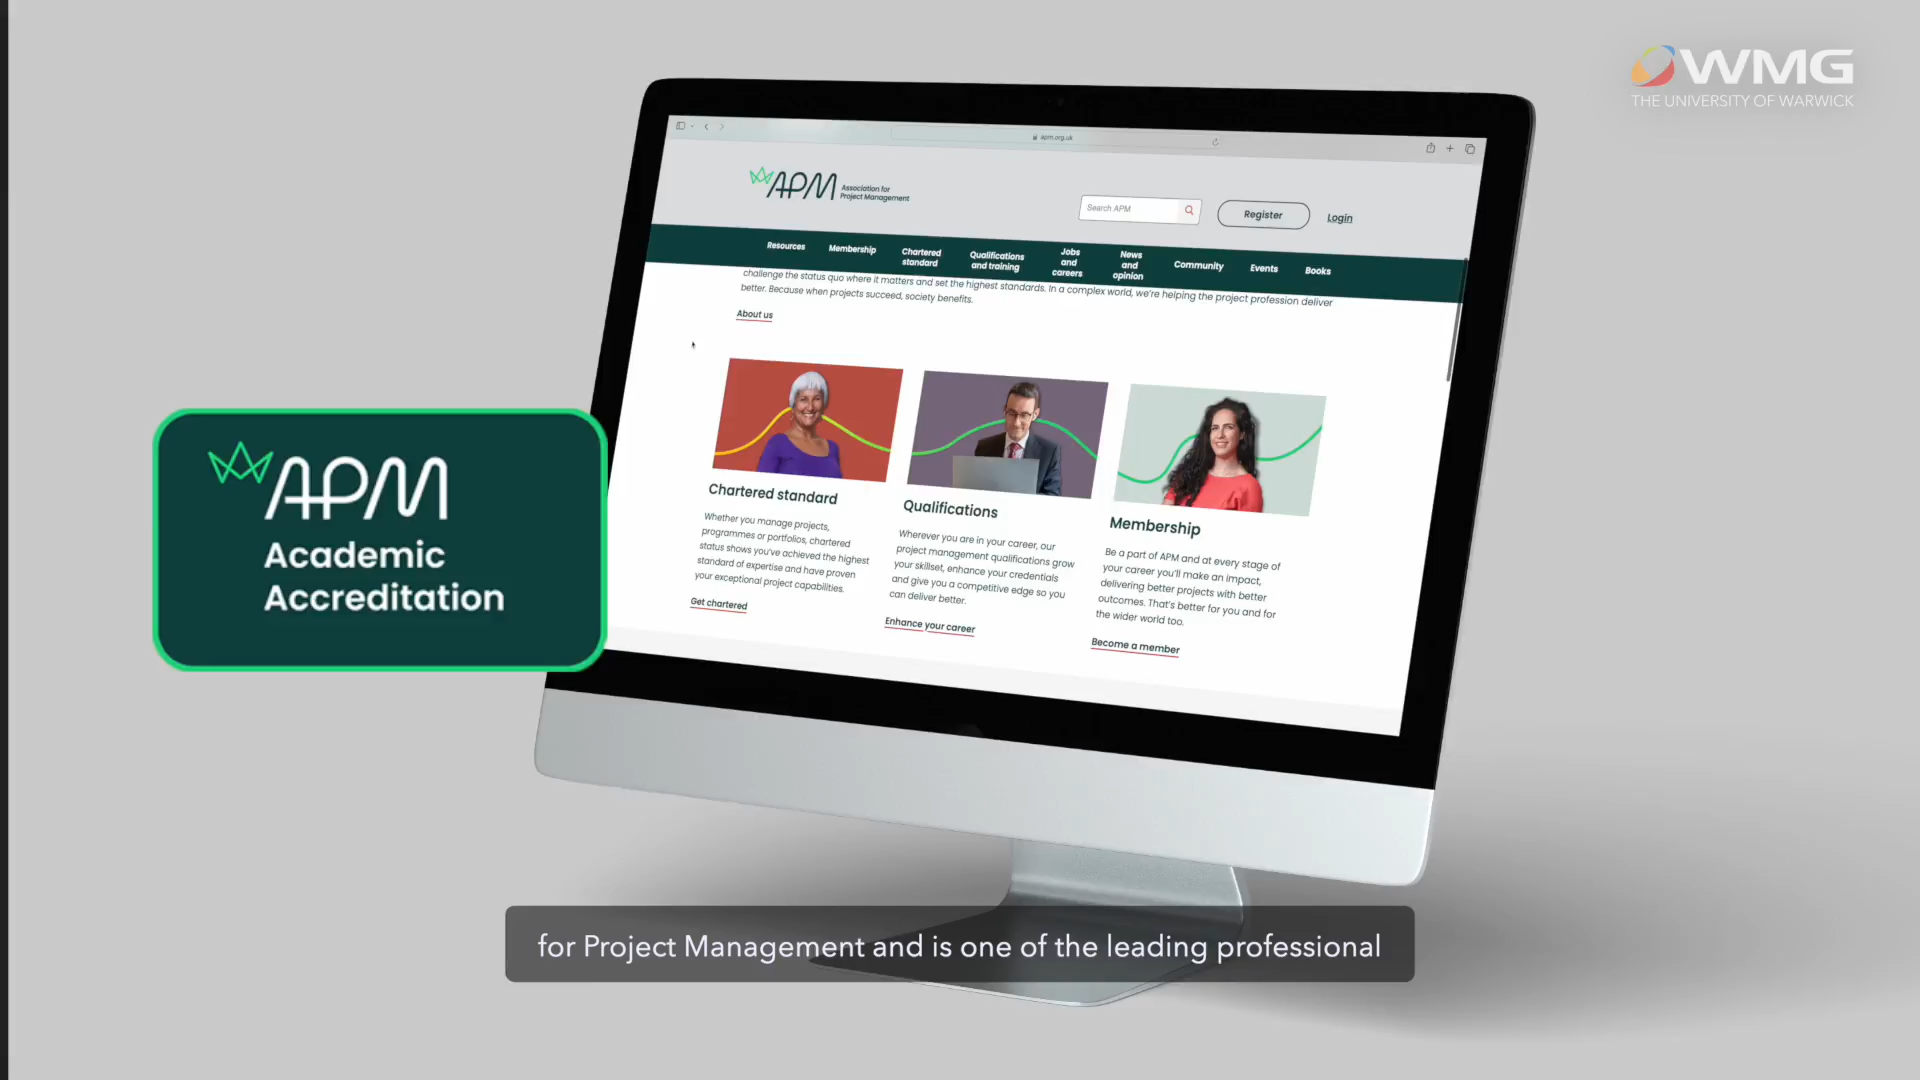 WMG
THE UNIVERSITY OF WARWICK
apm.org.uk
APM
Association for
Project Management
Search APM
Register
Login
Resources
Membership
Chartered
standard
Qualifications
and training
Jobs
and
careers
News
and
opinion
Community
Events
Books
challenge the status quo where it matters and set the highest standards. In a complex world, we're helping the project profession deliver
better. Because when projects succeed, society benefits.
About us
Chartered standard
Whether you manage projects,
programmes or portfolios, chartered
status shows you've achieved the highest
standard of expertise and have proven
your exceptional project capabilities.
Get chartered
Qualifications
Wherever you are in your career, our
project management qualifications grow
your skillset, enhance your credentials
and give you a competitive edge so you
can deliver better.
Enhance your career
Membership
Be a part of APM and at every stage of
your career you'll make an impact,
delivering better projects with better
outcomes. That's better for you and for
the wider world too.
Become a member
APM
Academic
Accreditation
for Project Management and is one of the leading professional